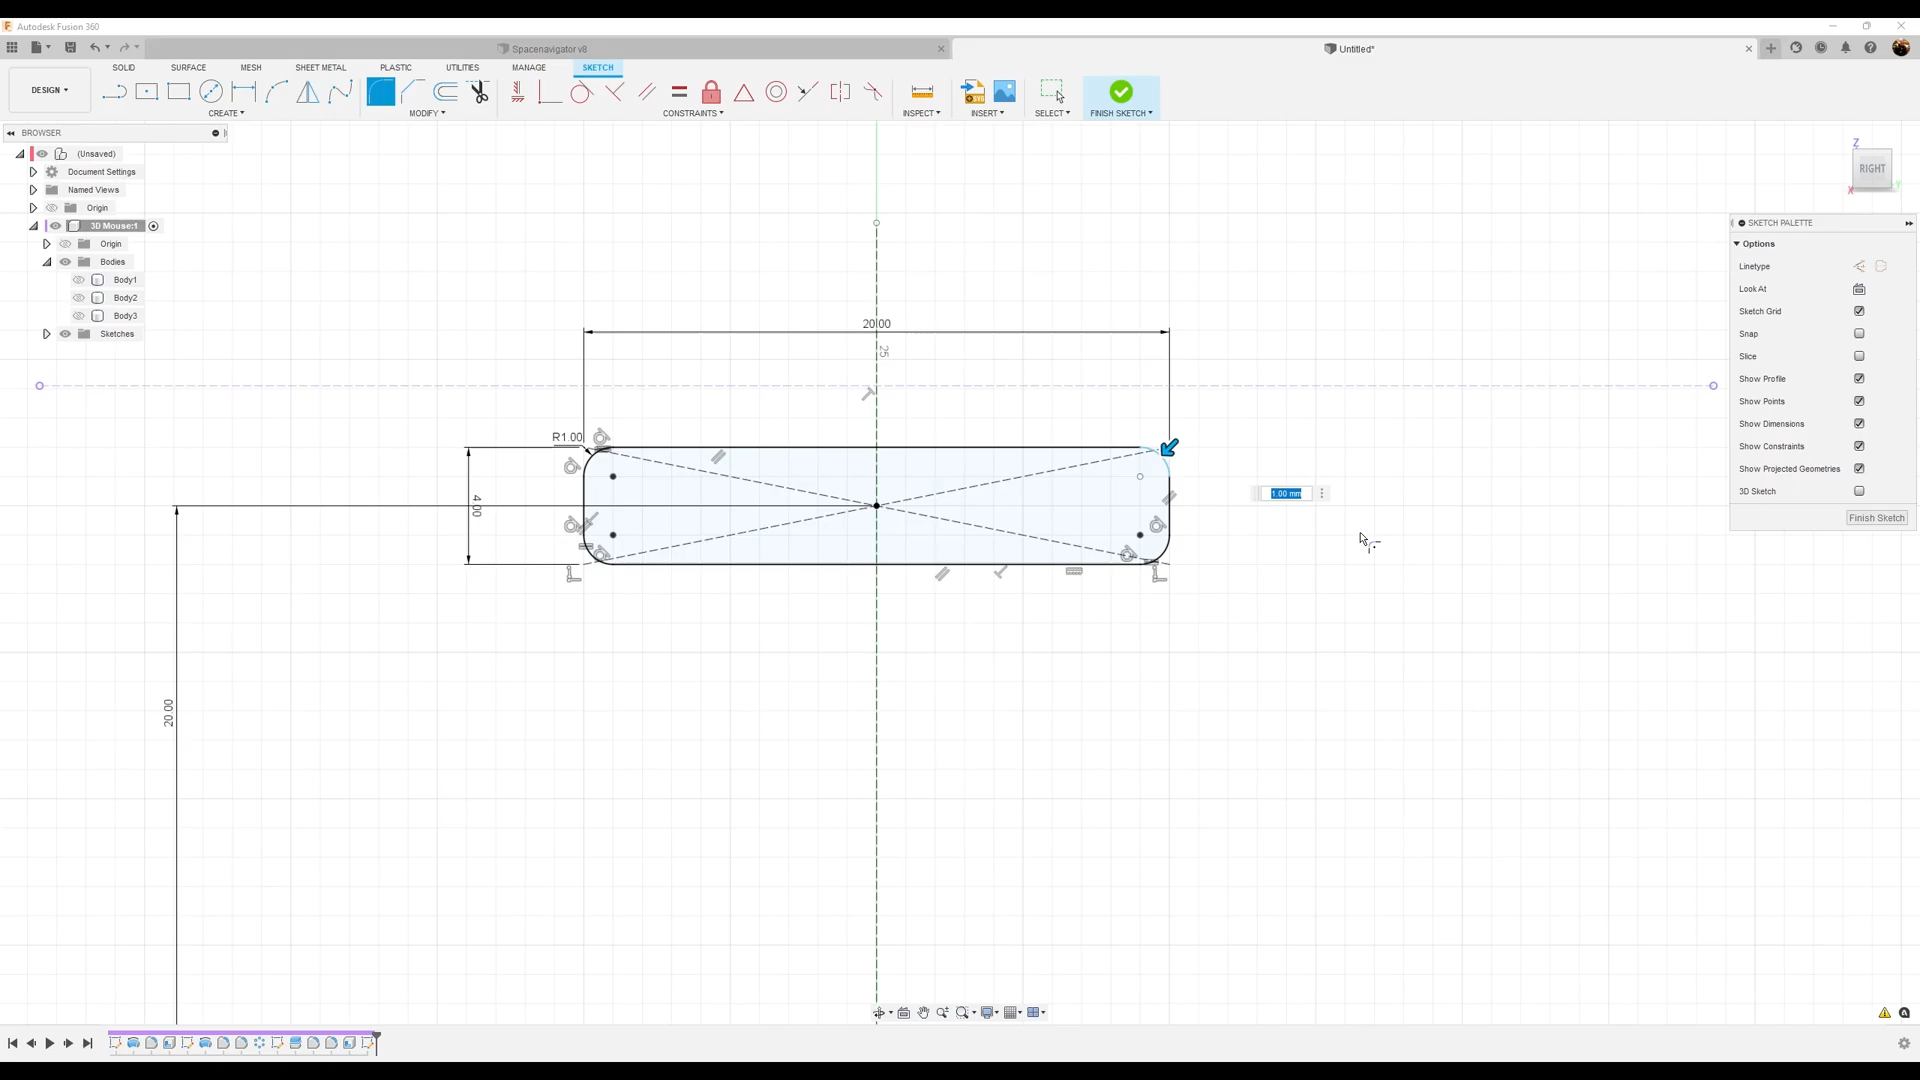 Autodesk Fusion 360
Spacenavigator v8
Untitled*
DESIGN
SOLID
SURFACE
MESH
SHEET METAL
PLASTIC
UTILITIES
MANAGE
SKETCH
CREATE
MODIFY
CONSTRAINTS
INSPECT
INSERT
SELECT
FINISH SKETCH
BROWSER
(Unsaved)
Document Settings
Named Views
Origin
3D Mouse:1
Origin
Bodies
Body1
Body2
Body3
Sketches
Z
RIGHT
X
Y
SKETCH PALETTE
Options
Linetype
Look At
Sketch Grid
Snap
Slice
Show Profile
Show Points
Show Dimensions
Show Constraints
Show Projected Geometries
3D Sketch
Finish Sketch
20.00
25
R1.00
4.00
1.00 mm
20.00